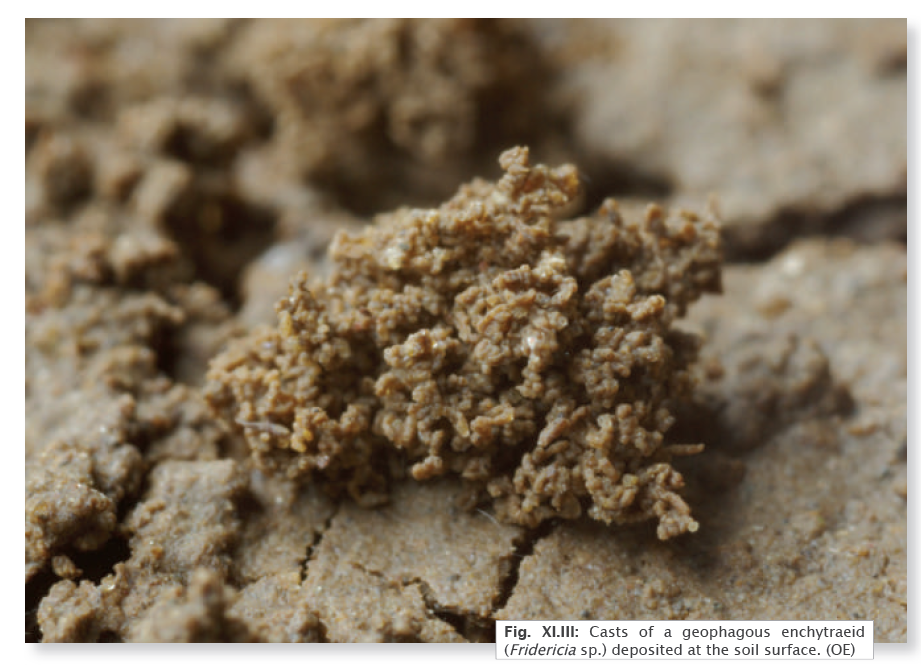 Fig. XI.III: Casts of a geophagous enchytraeid
(Fridericia sp.) deposited at the soil surface. (OE)